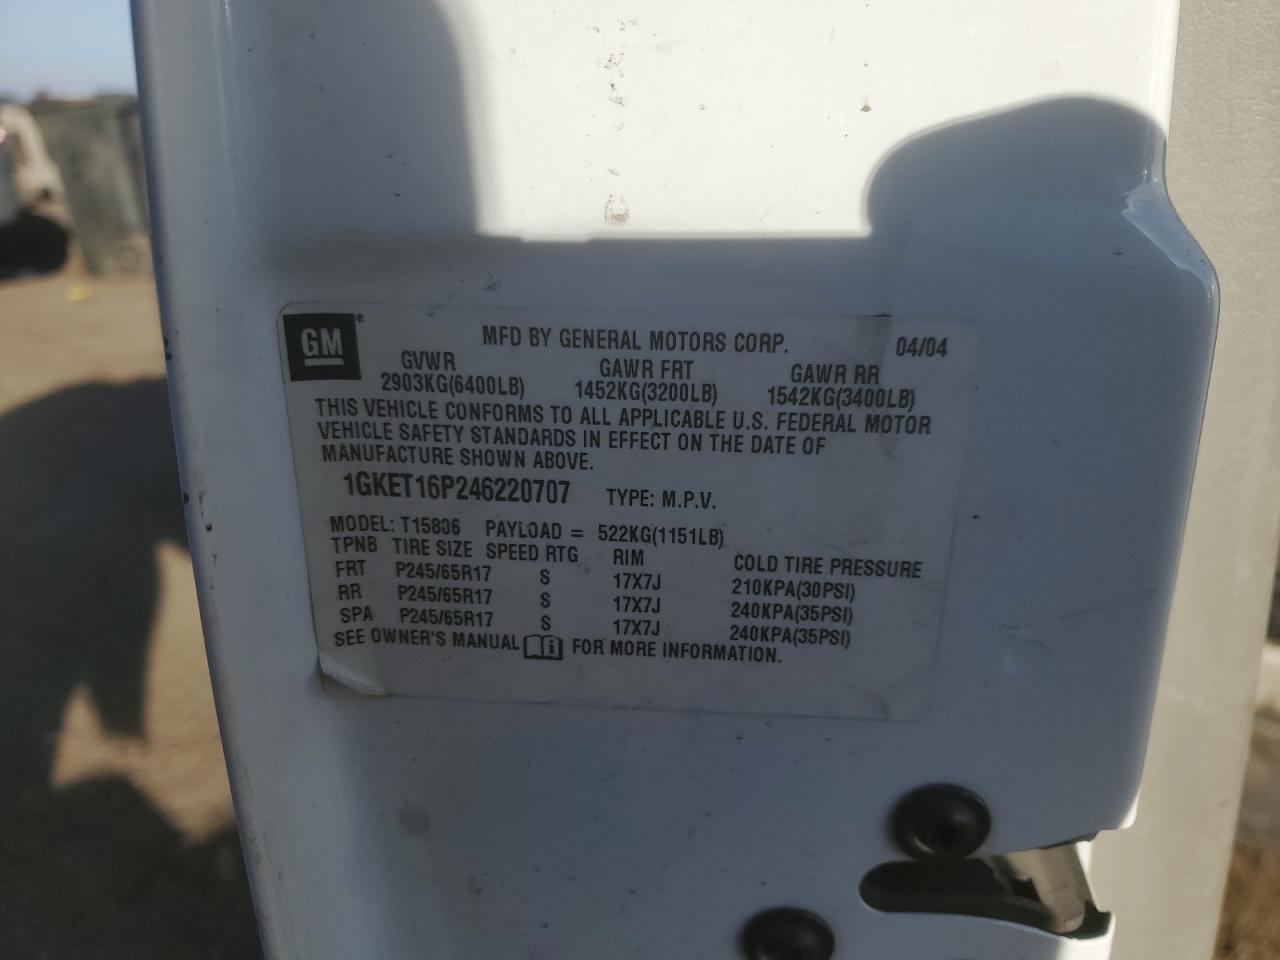 GM
MFD BY GENERAL MOTORS CORP. 04/04
GVWR GAWR FRT GAWR RR
2903KG(6400LB) 1452KG(3200LB) 1542KG(3400LB)
THIS VEHICLE CONFORMS TO ALL APPLICABLE U.S. FEDERAL MOTOR
VEHICLE SAFETY STANDARDS IN EFFECT ON THE DATE OF
MANUFACTURE SHOWN ABOVE.
1GKET16P246220707 TYPE: M.P.V.
MODEL: T15806 PAYLOAD = 522KG(1151LB)
TPNB TIRE SIZE SPEED RTG RIM COLD TIRE PRESSURE
FRT P245/65R17 S 17X7J 210KPA(30PSI)
RR P245/65R17 S 17X7J 240KPA(35PSI)
SPA P245/65R17 S 17X7J 240KPA(35PSI)
SEE OWNER'S MANUAL i FOR MORE INFORMATION.